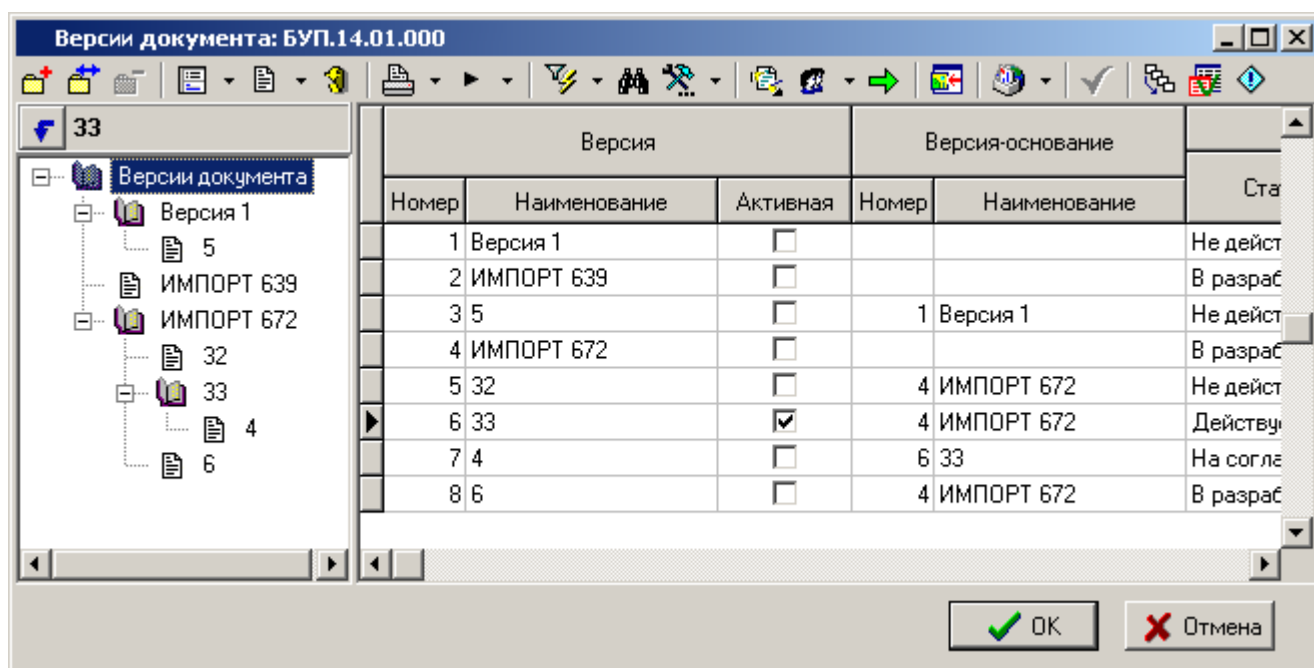 Версии документа: БУП.14.01.000
33
Версии документа
Версия 1
5
ИМПОРТ 639
ИМПОРТ 672
32
33
4
6
Версия Версия-основание
Номер Наименование Активная Номер Наименование Ста
1 Версия 1 Не дейст
2 ИМПОРТ 639 В разраб
3 5 1 Версия 1 Не дейст
4 ИМПОРТ 672 В разраб
5 32 4 ИМПОРТ 672 Не дейст
6 33 4 ИМПОРТ 672 Действу
7 4 6 33 На согла
8 6 4 ИМПОРТ 672 В разраб
OK Отмена